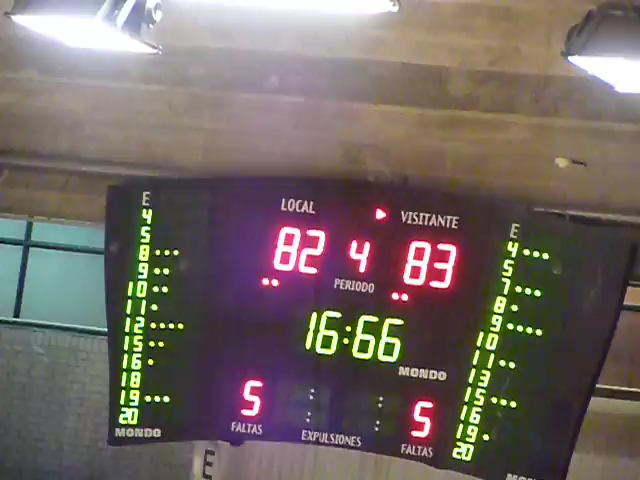 LOCAL VISITANTE
82 4 83
PERIODO
16:66
MONDO
5 5
FALTAS EXPULSIONES FALTAS
E
4
5
8
9
10
11
12
15
16
18
19
20
MONDO
E
4
5
7
8
9
10
11
13
15
16
19
20
E